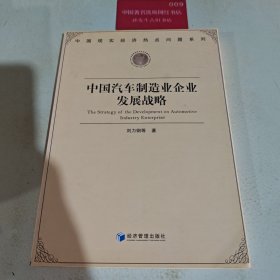 009
中国现实经济热点问题系列
中国汽车制造业企业
发展战略
The Strategy of the Development on Automotive
Industry Enterprise
刘力钢等 著
经济管理出版社